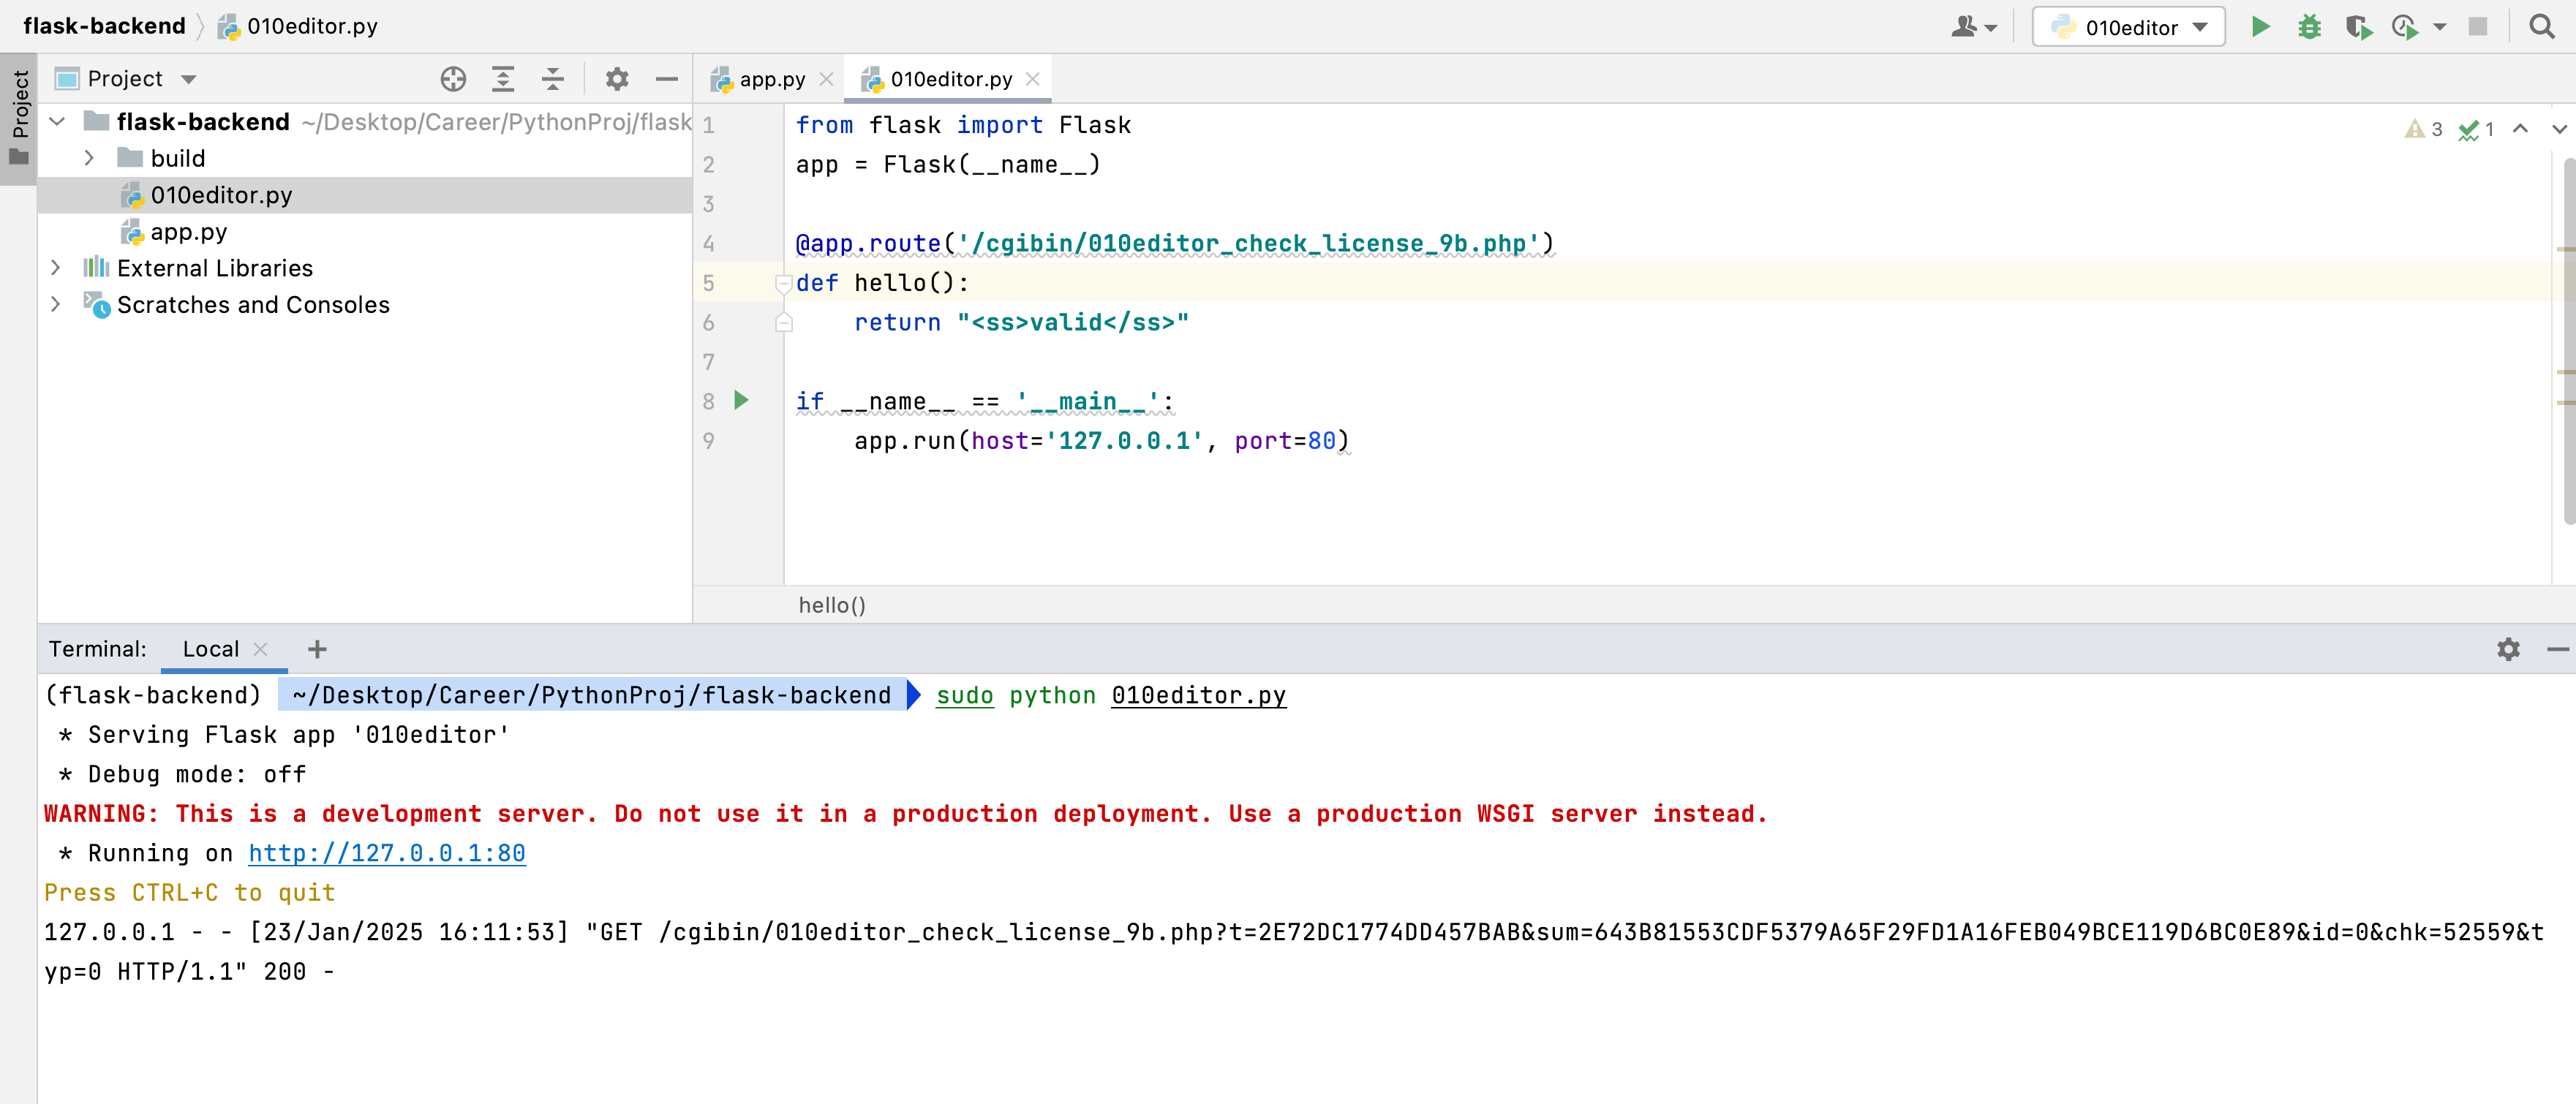 flask-backend 010editor.py
010editor
Project
Project
flask-backend ~/Desktop/Career/PythonProj/flask
build
010editor.py
app.py
External Libraries
Scratches and Consoles
app.py
010editor.py
3 1
1 from flask import Flask
2 app = Flask(__name__)
3
4 @app.route('/cgibin/010editor_check_license_9b.php')
5 def hello():
6 return "<ss>valid</ss>"
7
8 if __name__ == '__main__':
9 app.run(host='127.0.0.1', port=80)
hello()
Terminal: Local
(flask-backend) ~/Desktop/Career/PythonProj/flask-backend sudo python 010editor.py
* Serving Flask app '010editor'
* Debug mode: off
WARNING: This is a development server. Do not use it in a production deployment. Use a production WSGI server instead.
* Running on http://127.0.0.1:80
Press CTRL+C to quit
127.0.0.1 - - [23/Jan/2025 16:11:53] "GET /cgibin/010editor_check_license_9b.php?t=2E72DC1774DD457BAB&sum=643B81553CDF5379A65F29FD1A16FEB049BCE119D6BC0E89&id=0&chk=52559&t
yp=0 HTTP/1.1" 200 -